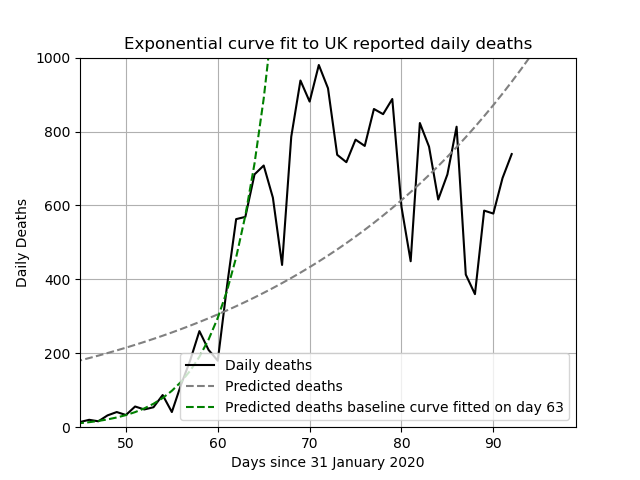 Exponential curve fit to UK reported daily deaths
1000
800
600
400
200
0
Daily Deaths
Daily deaths
Predicted deaths
Predicted deaths baseline curve fitted on day 63
50 60 70 80 90
Days since 31 January 2020